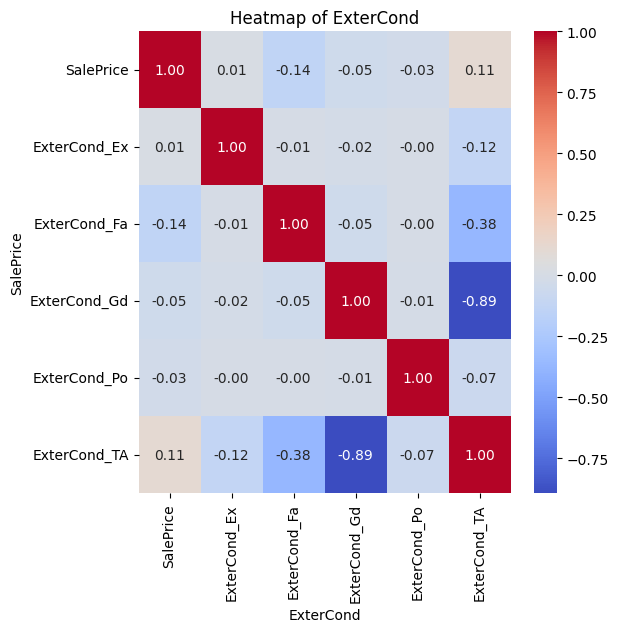 Heatmap of ExterCond
SalePrice 1.00 0.01 -0.14 -0.05 -0.03 0.11
ExterCond_Ex 0.01 1.00 -0.01 -0.02 -0.00 -0.12
ExterCond_Fa -0.14 -0.01 1.00 -0.05 -0.00 -0.38
ExterCond_Gd -0.05 -0.02 -0.05 1.00 -0.01 -0.89
ExterCond_Po -0.03 -0.00 -0.00 -0.01 1.00 -0.07
ExterCond_TA 0.11 -0.12 -0.38 -0.89 -0.07 1.00
SalePrice
SalePrice ExterCond_Ex ExterCond_Fa ExterCond_Gd ExterCond_Po ExterCond_TA
ExterCond
1.00
0.75
0.50
0.25
0.00
−0.25
−0.50
−0.75